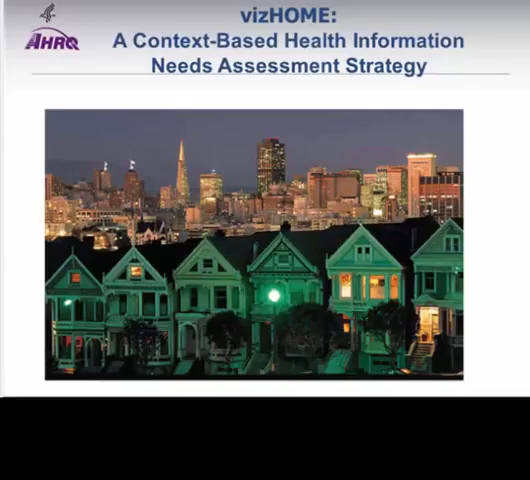 vizHOME:
AHRQ
A Context-Based Health Information
Needs Assessment Strategy